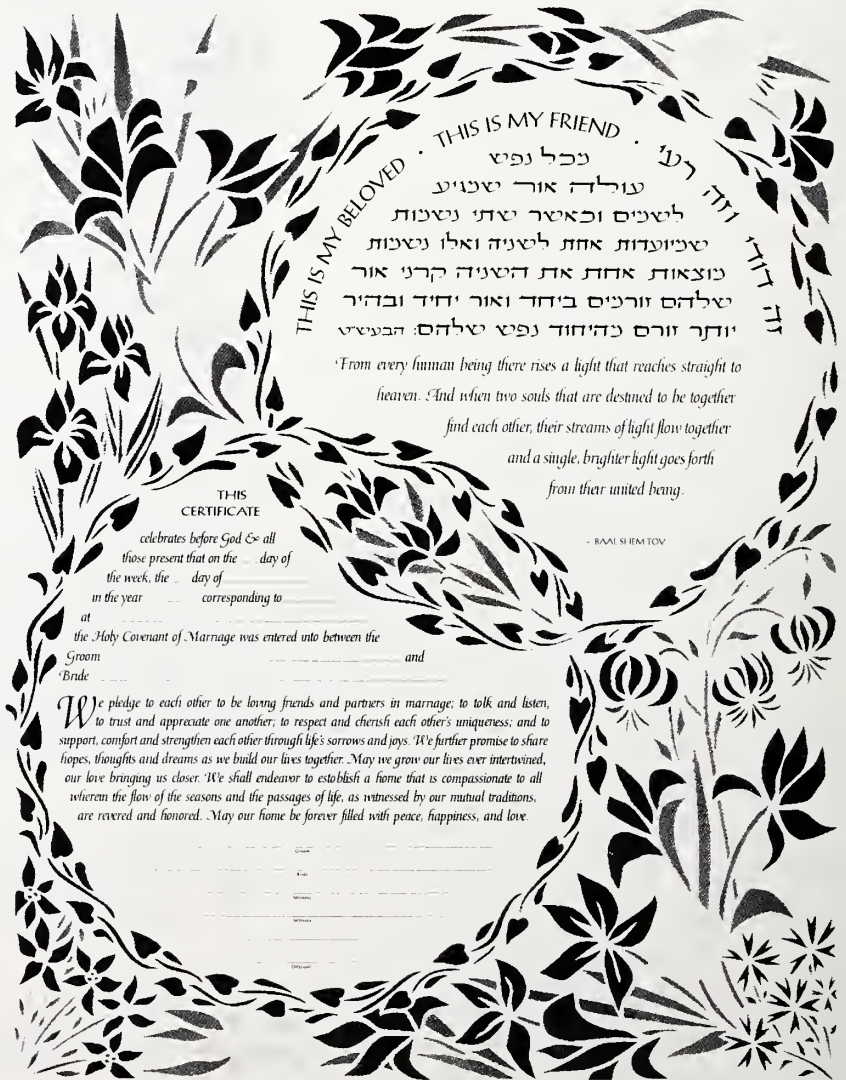 THIS IS MY BELOVED · THIS IS MY FRIEND ·
זה דודי וזה רעי
מכל נפש
עולה אור שמגיע
לשמים וכאשר שתי נשמות
שמיועדות אחת לשניה ואלו נשמות
מוצאות אחת את השניה קרני אור
שלהם זורמים ביחד ואור יחיד ובהיר
יותר זורם מהיחוד נפש שלהם: הבעש״ט
"From every human being there rises a light that reaches straight to
heaven. And when two souls that are destined to be together
find each other, their streams of light flow together
and a single, brighter light goes forth
from their united being.
- BAAL SHEM TOV
THIS
CERTIFICATE
celebrates before God & all
those present that on the day of
the week, the day of
in the year corresponding to
at
the Holy Covenant of Marriage was entered into between the
Groom and
Bride
We pledge to each other to be loving friends and partners in marriage; to talk and listen,
to trust and appreciate one another; to respect and cherish each other's uniqueness; and to
support, comfort and strengthen each other through life's sorrows and joys. We further promise to share
hopes, thoughts and dreams as we build our lives together. May we grow our lives ever intertwined,
our love bringing us closer. We shall endeavor to establish a home that is compassionate to all
wherein the flow of the seasons and the passages of life, as witnessed by our mutual traditions,
are revered and honored. May our home be forever filled with peace, happiness, and love.
Groom
Bride
Witness
Witness
Officiant